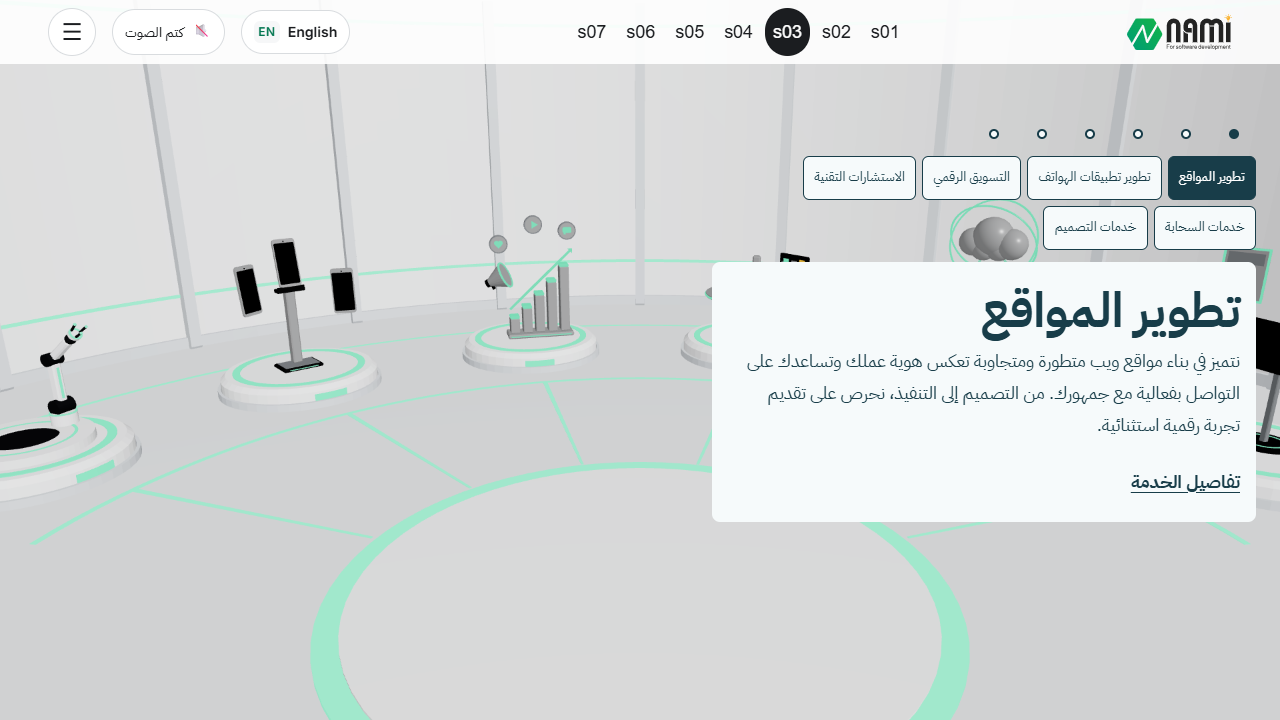 nami
For software development
s01 s02 s03 s04 s05 s06 s07
EN English
كتم الصوت
تطوير المواقع
تطوير تطبيقات الهواتف
التسويق الرقمي
الاستشارات التقنية
خدمات السحابة
خدمات التصميم
تطوير المواقع
نتميز في بناء مواقع ويب متطورة ومتجاوبة تعكس هوية عملك وتساعدك على
التواصل بفعالية مع جمهورك. من التصميم إلى التنفيذ، نحرص على تقديم
تجربة رقمية استثنائية.
تفاصيل الخدمة